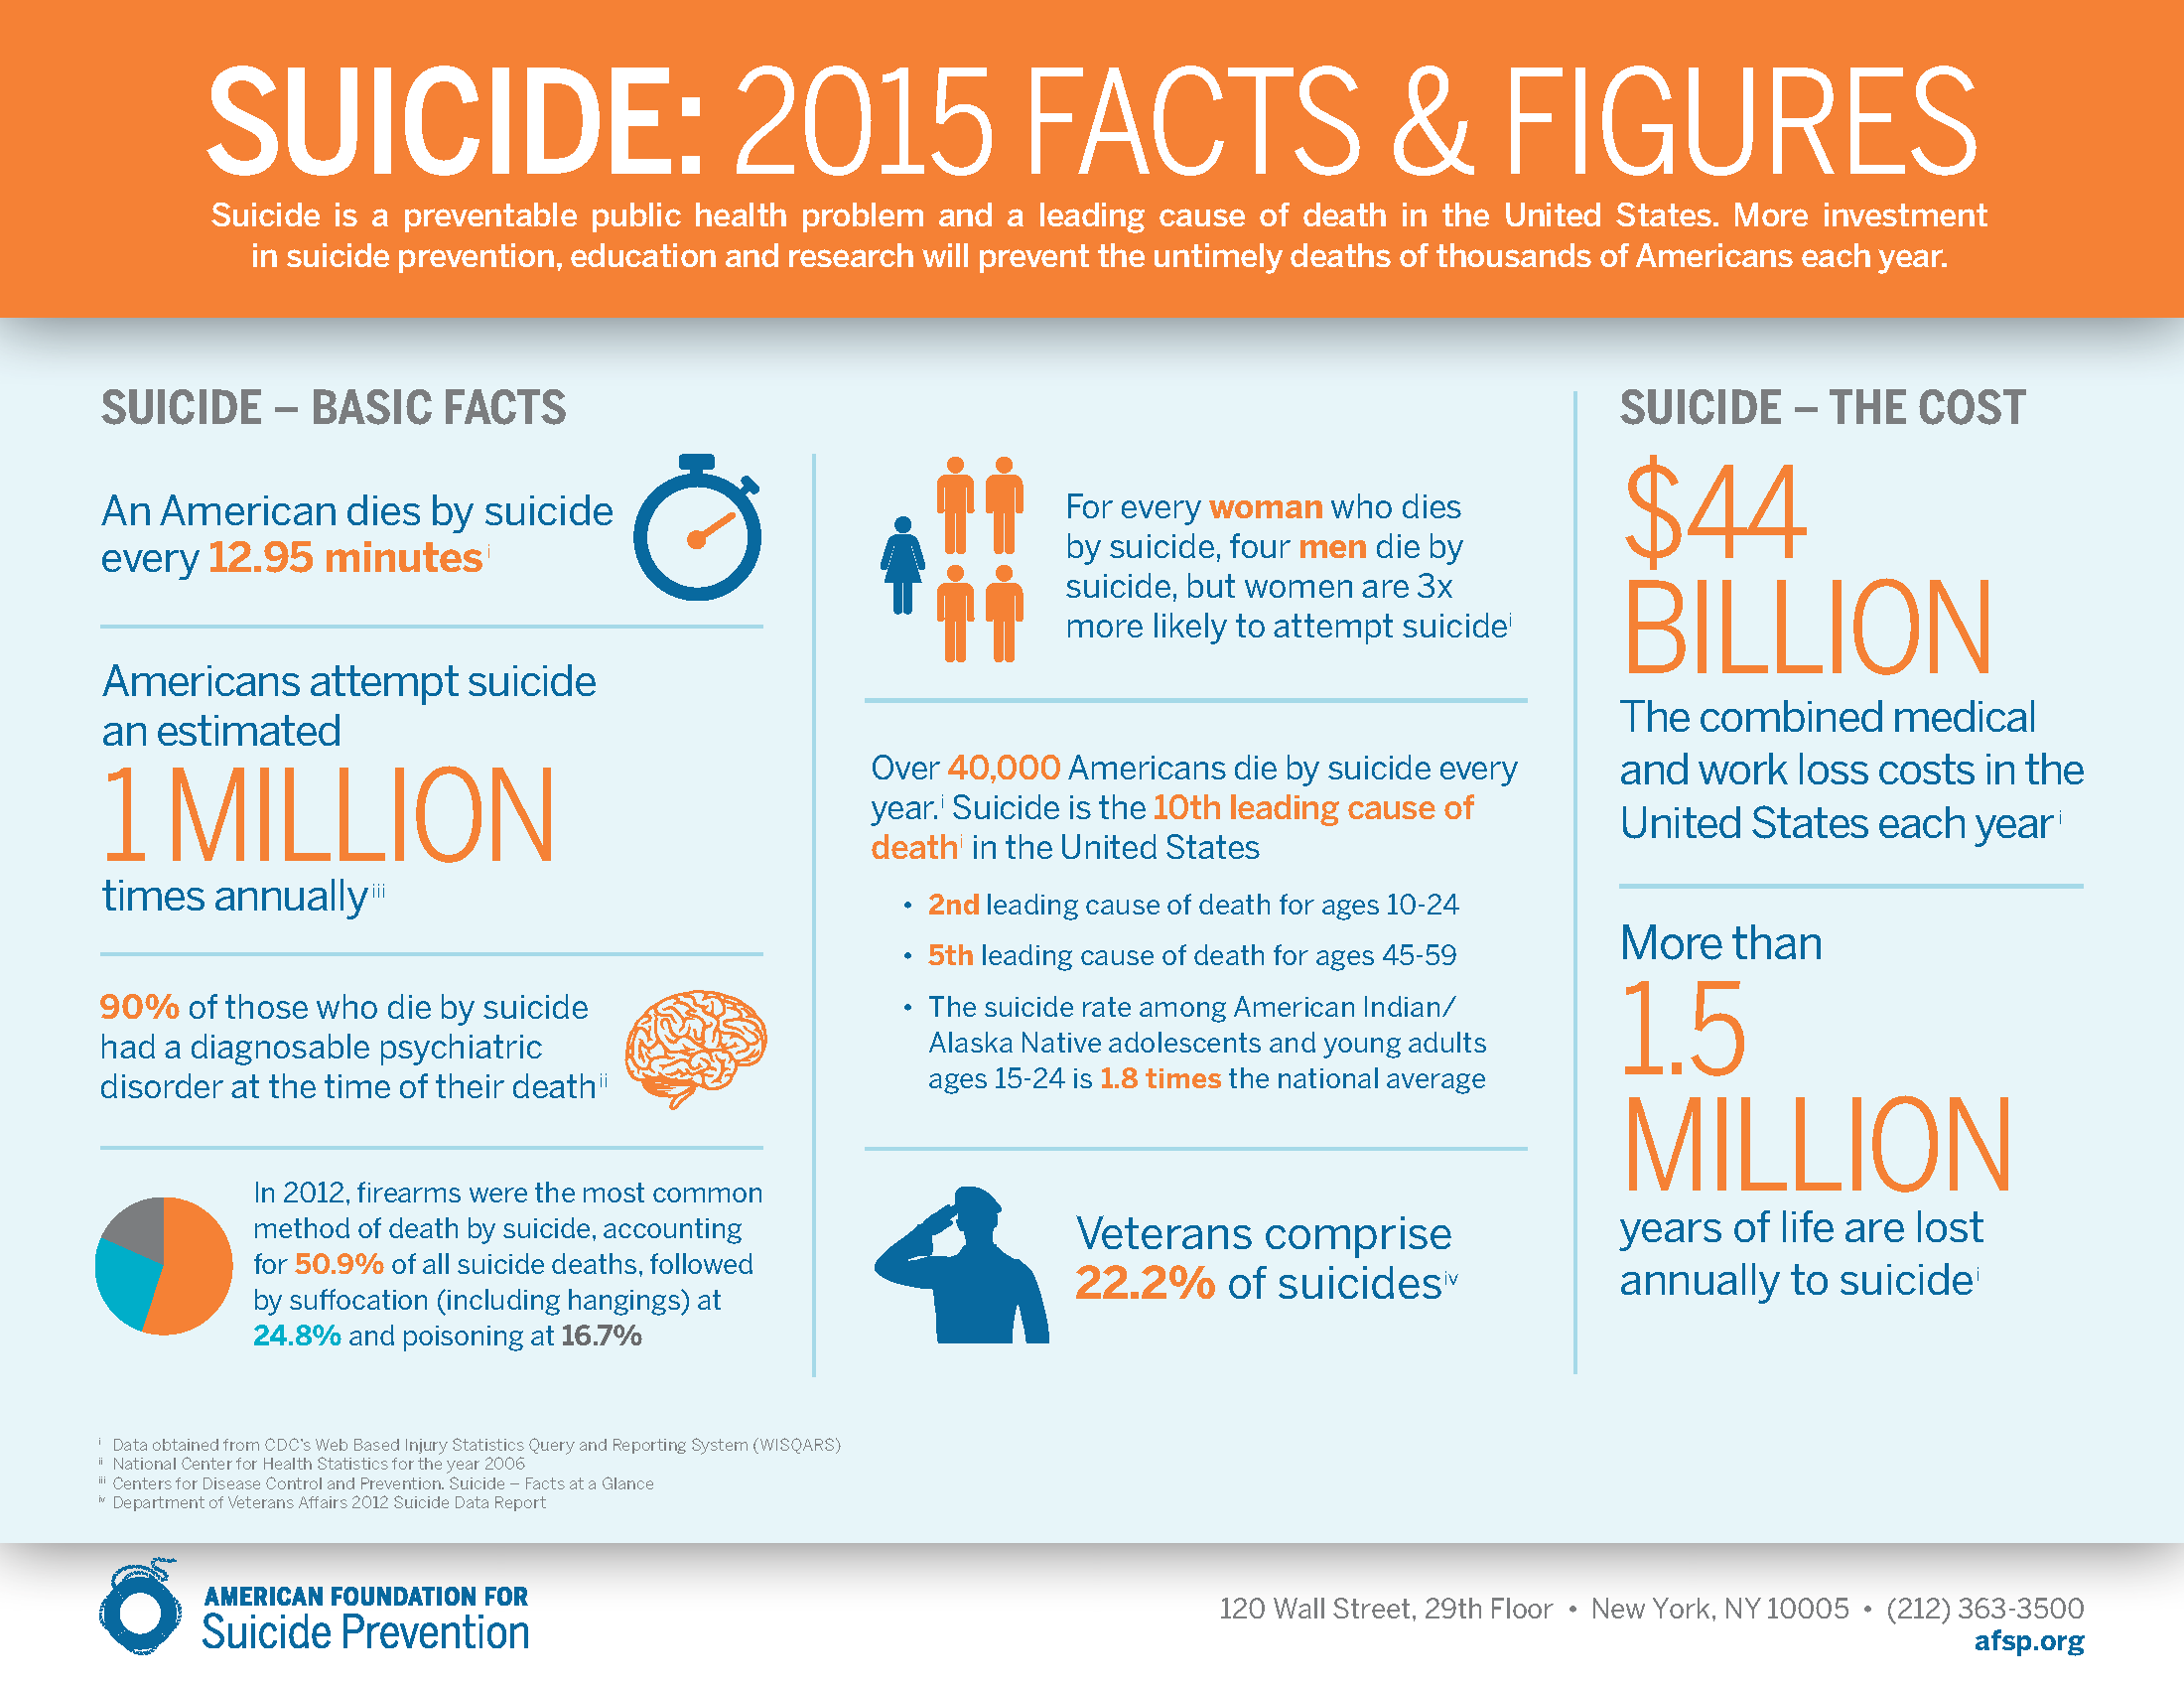 SUICIDE: 2015 FACTS & FIGURES
Suicide is a preventable public health problem and a leading cause of death in the United States. More investment
in suicide prevention, education and research will prevent the untimely deaths of thousands of Americans each year.
SUICIDE – BASIC FACTS
An American dies by suicide
every 12.95 minutes i
Americans attempt suicide
an estimated
1 MILLION
times annually iii
90% of those who die by suicide
had a diagnosable psychiatric
disorder at the time of their death ii
In 2012, firearms were the most common
method of death by suicide, accounting
for 50.9% of all suicide deaths, followed
by suffocation (including hangings) at
24.8% and poisoning at 16.7%
For every woman who dies
by suicide, four men die by
suicide, but women are 3x
more likely to attempt suicide i
Over 40,000 Americans die by suicide every
year. i Suicide is the 10th leading cause of
death i in the United States
• 2nd leading cause of death for ages 10-24
• 5th leading cause of death for ages 45-59
• The suicide rate among American Indian/
Alaska Native adolescents and young adults
ages 15-24 is 1.8 times the national average
Veterans comprise
22.2% of suicides iv
SUICIDE – THE COST
$44
BILLION
The combined medical
and work loss costs in the
United States each year i
More than
1.5
MILLION
years of life are lost
annually to suicide i
i Data obtained from CDC's Web Based Injury Statistics Query and Reporting System (WISQARS)
ii National Center for Health Statistics for the year 2006
iii Centers for Disease Control and Prevention. Suicide – Facts at a Glance
iv Department of Veterans Affairs 2012 Suicide Data Report
AMERICAN FOUNDATION FOR
Suicide Prevention
120 Wall Street, 29th Floor • New York, NY 10005 • (212) 363-3500
afsp.org